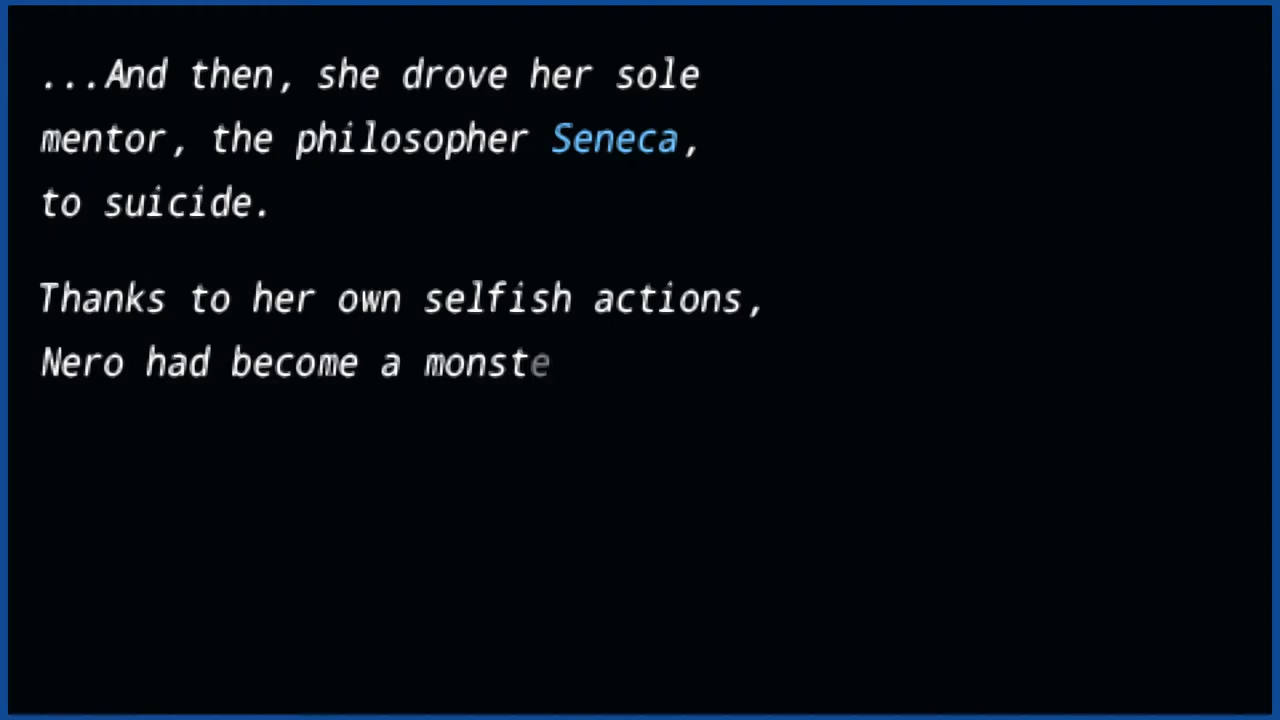 ...And then, she drove her sole
mentor, the philosopher Seneca,
to suicide.
Thanks to her own selfish actions,
Nero had become a monste